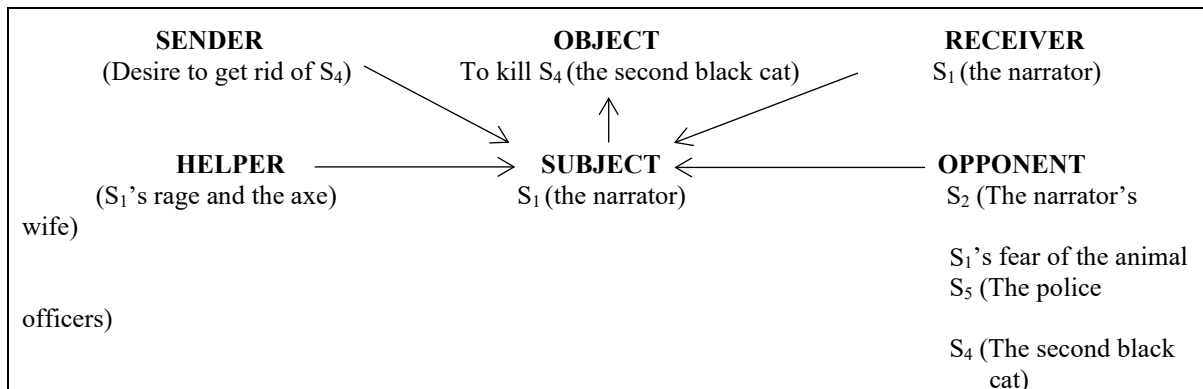 SENDER OBJECT RECEIVER
(Desire to get rid of S₄) To kill S₄ (the second black cat) S₁ (the narrator)
HELPER SUBJECT OPPONENT
(S₁’s rage and the axe) S₁ (the narrator) S₂ (The narrator’s
wife)
S₁’s fear of the animal
S₅ (The police
officers)
S₄ (The second black
cat)